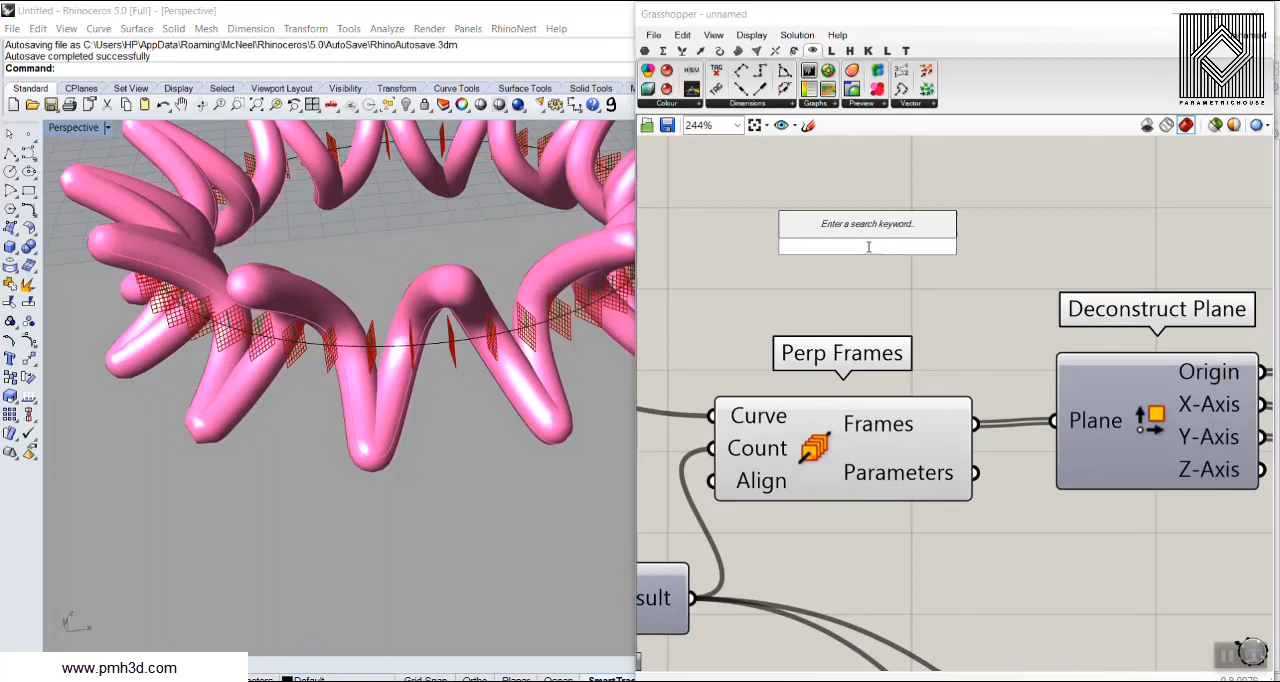 Untitled - Rhinoceros 5.0 [Full] - [Perspective]
File Edit View Curve Surface Solid Mesh Dimension Transform Tools Analyze Render Panels RhinoNest Help
Autosaving file as C:\Users\HP\AppData\Roaming\McNeel\Rhinoceros\5.0\AutoSave\RhinoAutosave.3dm
Autosave completed successfully
Command:
Standard CPlanes Set View Display Select Viewport Layout Visibility Transform Curve Tools Surface Tools Solid Tools
Perspective
z
x
www.pmh3d.com
Default
Grid Snap Ortho Planar Osnap
Grasshopper - unnamed
File Edit View Display Solution Help
L H K L T
Colour Dimensions Graphs Preview Vector
244%
PARAMETRICHOUSE
Enter a search keyword...
Perp Frames
Curve
Count
Align
Frames
Parameters
Deconstruct Plane
Plane
Origin
X-Axis
Y-Axis
Z-Axis
sult